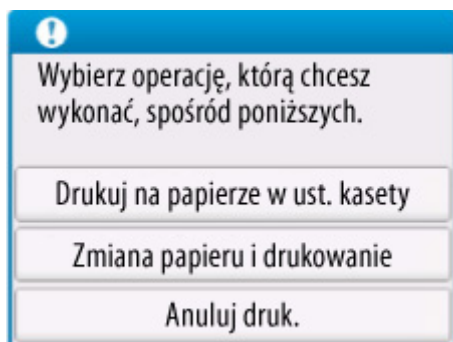 Wybierz operację, którą chcesz
wykonać, spośród poniższych.
Drukuj na papierze w ust. kasety
Zmiana papieru i drukowanie
Anuluj druk.